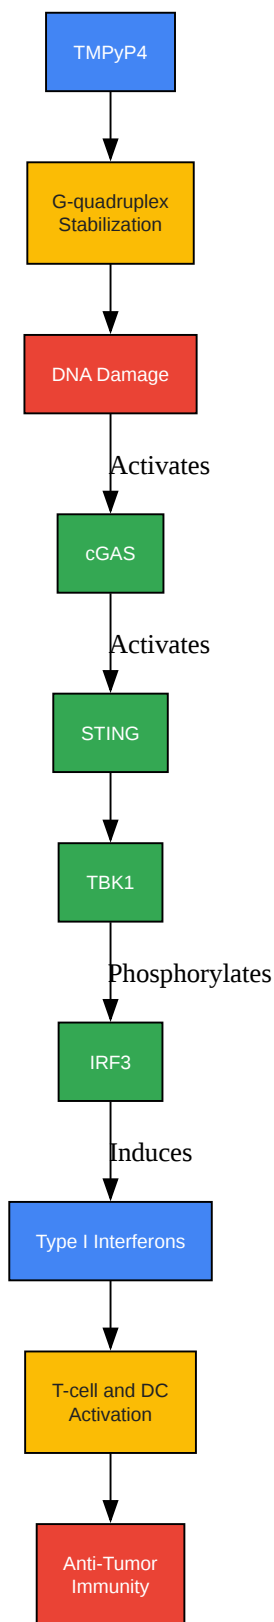 TMPyP4
G-quadruplex
Stabilization
DNA Damage
Activates
cGAS
Activates
STING
TBK1
Phosphorylates
IRF3
Induces
Type I Interferons
T-cell and DC
Activation
Anti-Tumor
Immunity